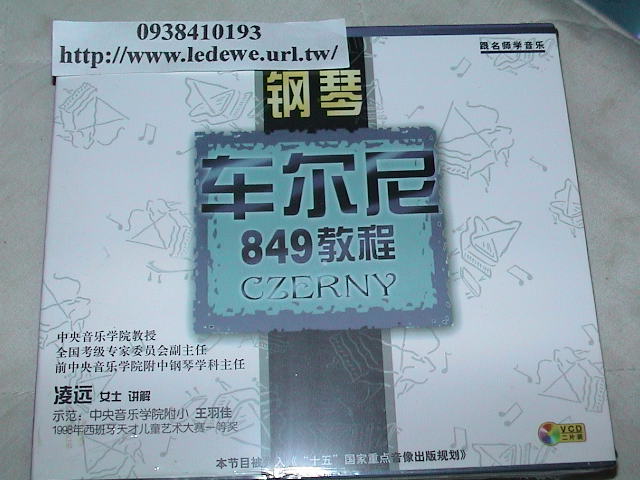 0938410193
http://www.ledewe.url.tw/
跟名师学音乐
钢琴
车尔尼
849教程
CZERNY
中央音乐学院教授
全国考级专家委员会副主任
前中央音乐学院附中钢琴学科主任
凌远 女士 讲解
示范：中央音乐学院附小 王羽佳
1998年西班牙天才儿童艺术大赛一等奖
VCD
二片装
本节目被 入《“十五”国家重点音像出版规划》